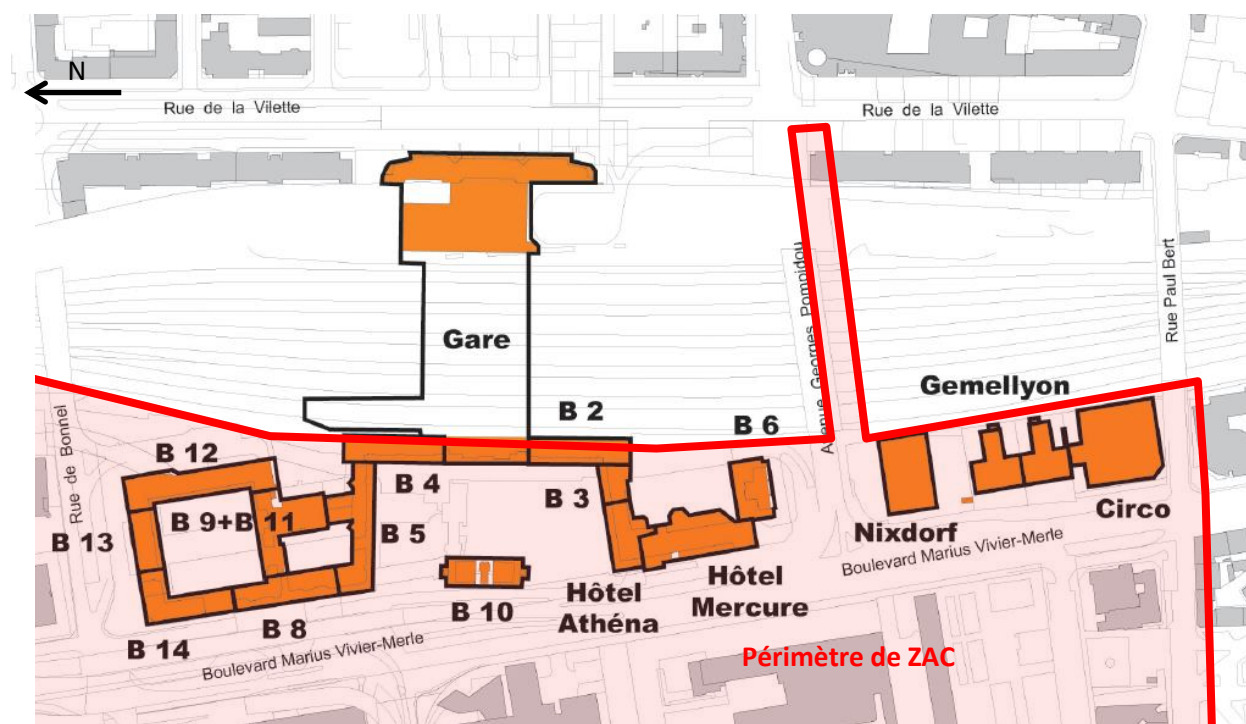 N
Rue de la Vilette
Rue de la Vilette
Avenue Georges Pompidou
Rue Paul Bert
Gare
Gemellyon
B 2
B 6
Rue de Bonnel
B 12
B 4
B 3
B 9+B 11
B 13
B 5
Nixdorf
Circo
Boulevard Marius Vivier-Merle
Hôtel
Mercure
Hôtel
Athéna
B 10
B 8
B 14
Boulevard Marius Vivier-Merle
Périmètre de ZAC